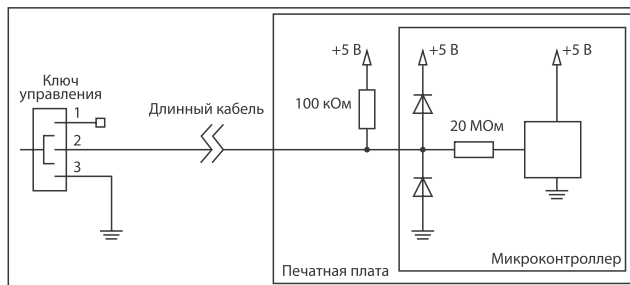 +5 В
+5 В
+5 В
Ключ
управления
1
2
3
Длинный кабель
100 кОм
20 МОм
Микроконтроллер
Печатная плата